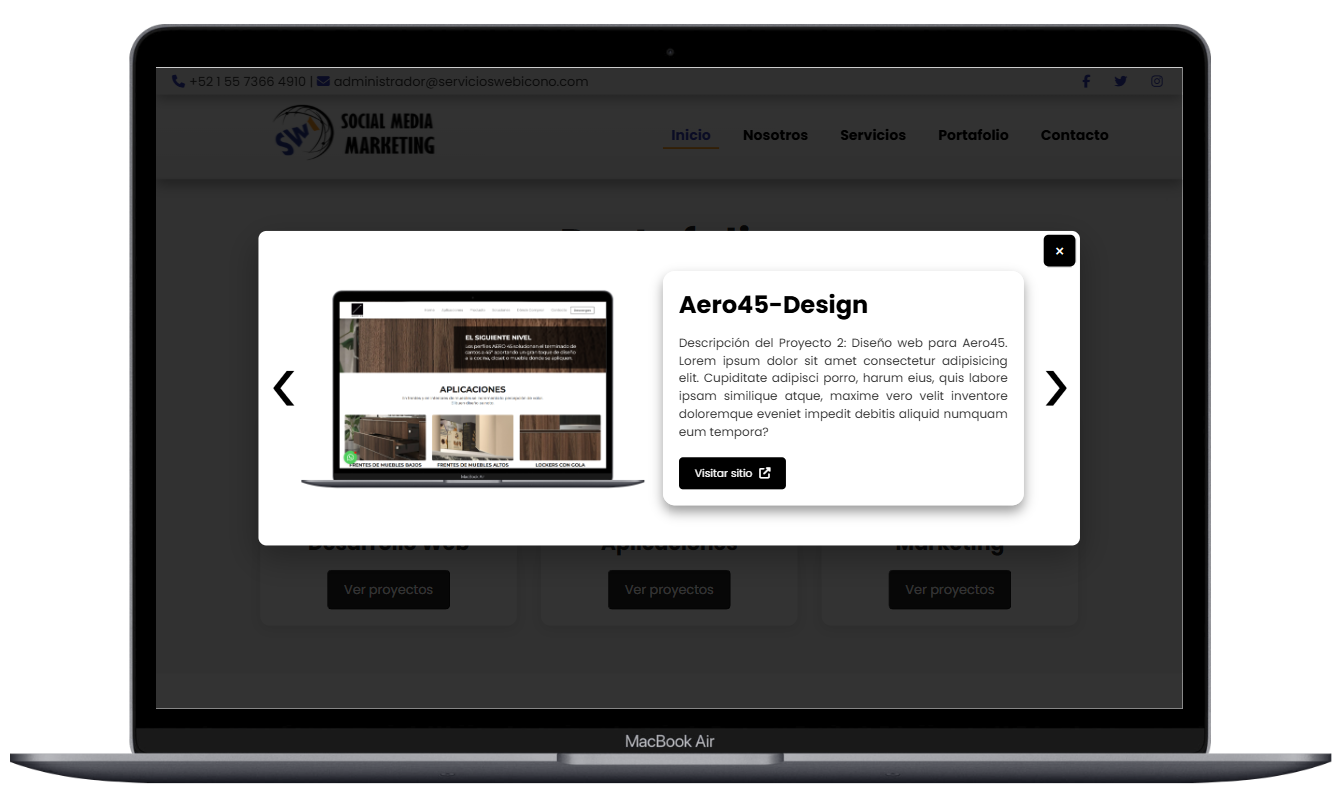 +52 1 55 7366 4910 | administrador@servicioswebicono.com
SW
SOCIAL MEDIA
MARKETING
Inicio Nosotros Servicios Portafolio Contacto
×
EL SIGUIENTE NIVEL
APLICACIONES
FRENTES DE MUEBLES BAJOS FRENTES DE MUEBLES ALTOS LOCKERS CON GOLA
MacBook Air
Aero45-Design
Descripción del Proyecto 2: Diseño web para Aero45.
Lorem ipsum dolor sit amet consectetur adipisicing
elit. Cupiditate adipisci porro, harum eius, quis labore
ipsam similique atque, maxime vero velit inventore
doloremque eveniet impedit debitis aliquid numquam
eum tempora?
Visitar sitio
Desarrollo Web Aplicaciones Marketing
Ver proyectos Ver proyectos Ver proyectos
MacBook Air